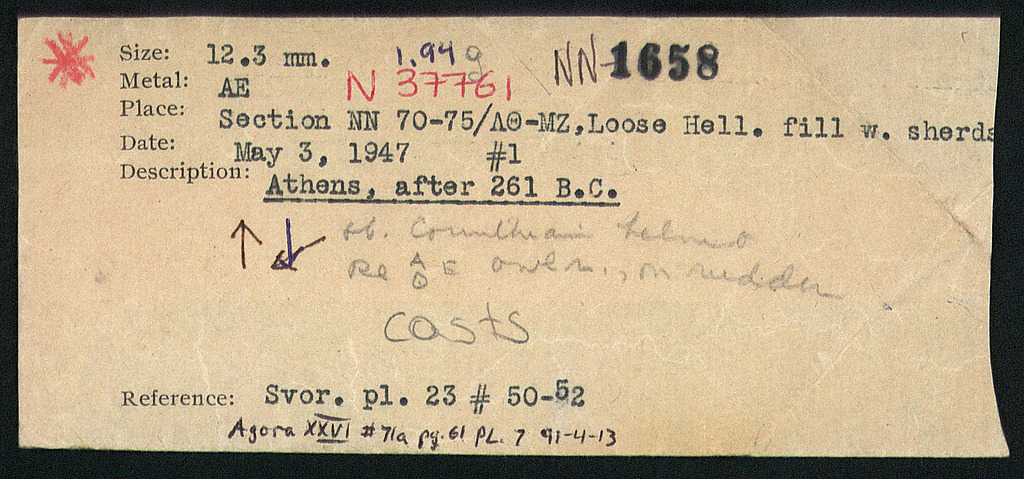 Size: 12.3 mm. 1.94 g NN-1658
Metal: AE N 37761
Place: Section NN 70-75/ΛΘ-ΜΖ, Loose Hell. fill w. sherds
Date: May 3, 1947 #1
Description: Athens, after 261 B.C.
↑ ↓ Ob. Corinthian helmet
Re A Θ E owl r., on rudder
casts
Reference: Svor. pl. 23 # 50-52
Agora XXVI #71a pg. 61 PL. 7 91-4-13